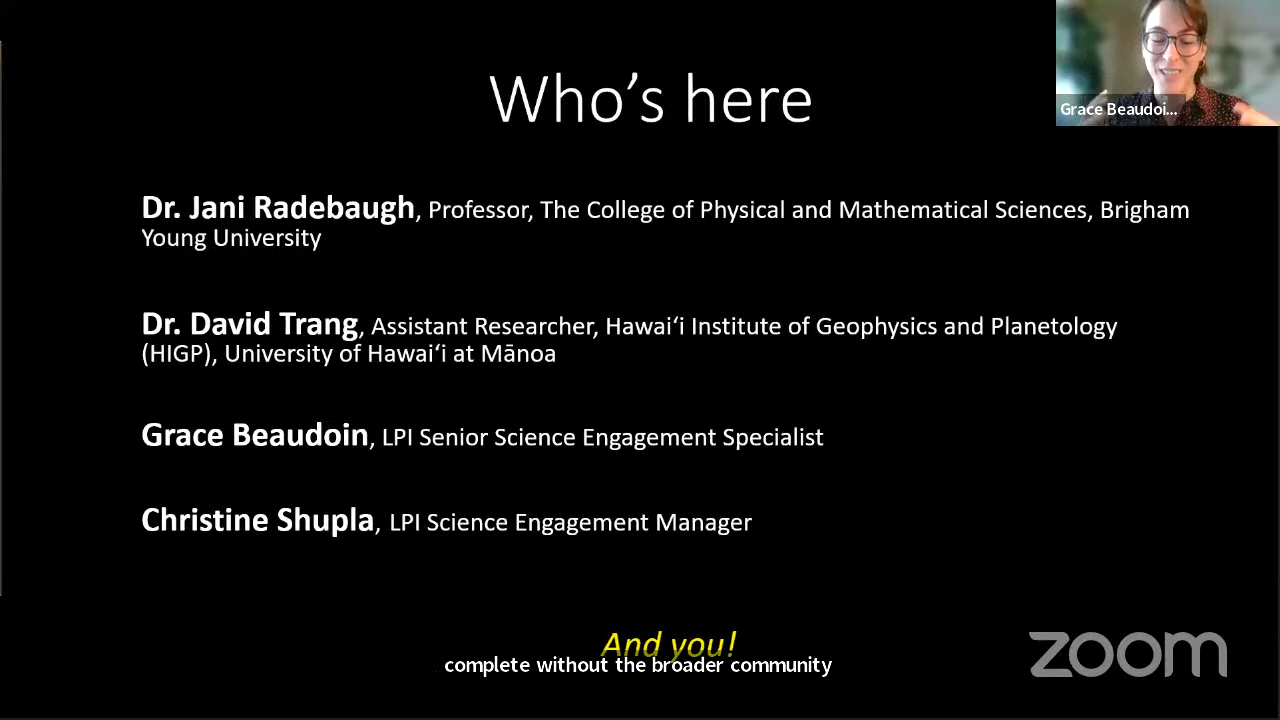 Who’s here
Grace Beaudoi...
Dr. Jani Radebaugh, Professor, The College of Physical and Mathematical Sciences, Brigham
Young University
Dr. David Trang, Assistant Researcher, Hawai‘i Institute of Geophysics and Planetology
(HIGP), University of Hawai‘i at Mānoa
Grace Beaudoin, LPI Senior Science Engagement Specialist
Christine Shupla, LPI Science Engagement Manager
And you!
complete without the broader community
zoom